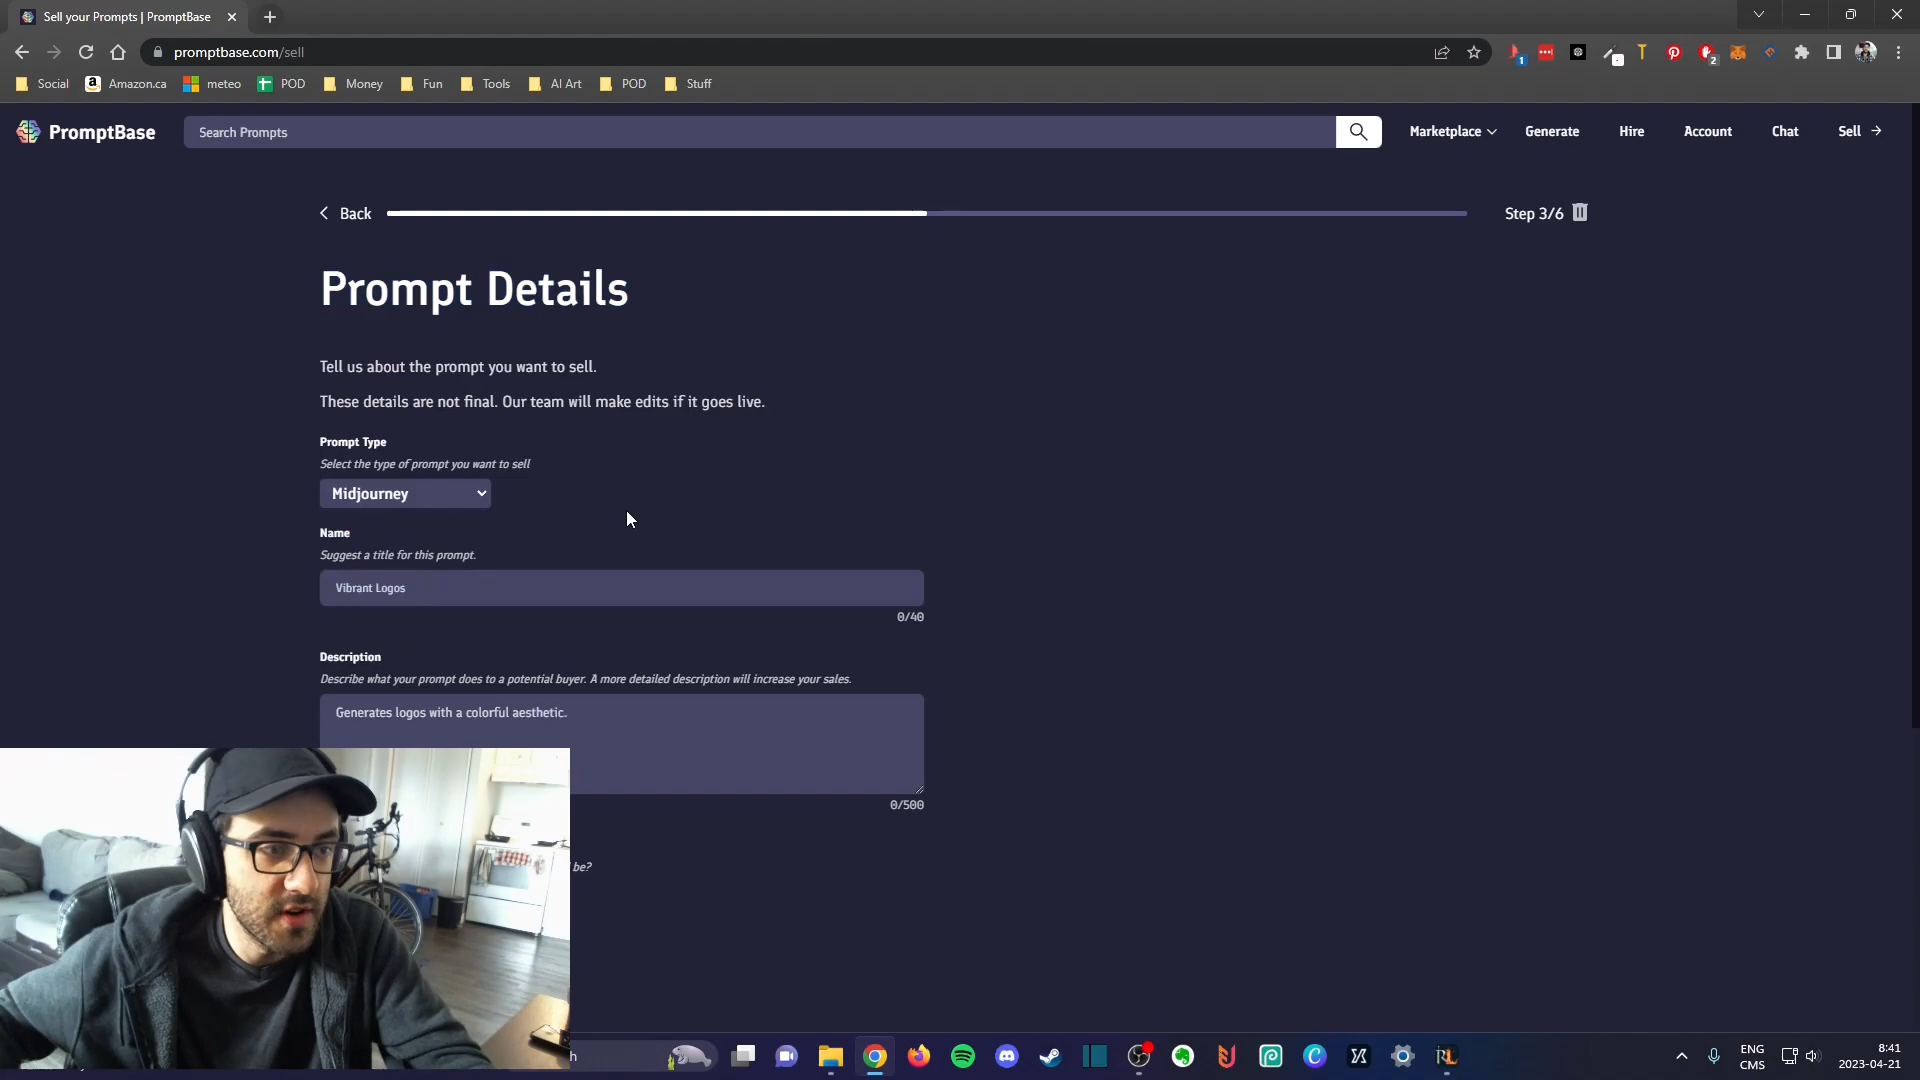 Sell your Prompts | PromptBase
promptbase.com/sell
Social Amazon.ca meteo POD Money Fun Tools AI Art POD Stuff
PromptBase Search Prompts Marketplace Generate Hire Account Chat Sell
Back Step 3/6
Prompt Details
Tell us about the prompt you want to sell.
These details are not final. Our team will make edits if it goes live.
Prompt Type
Select the type of prompt you want to sell
Midjourney
Name
Suggest a title for this prompt.
Vibrant Logos
0/40
Description
Describe what your prompt does to a potential buyer. A more detailed description will increase your sales.
Generates logos with a colorful aesthetic.
0/500
be?
h
ENG 8:41
CMS 2023-04-21